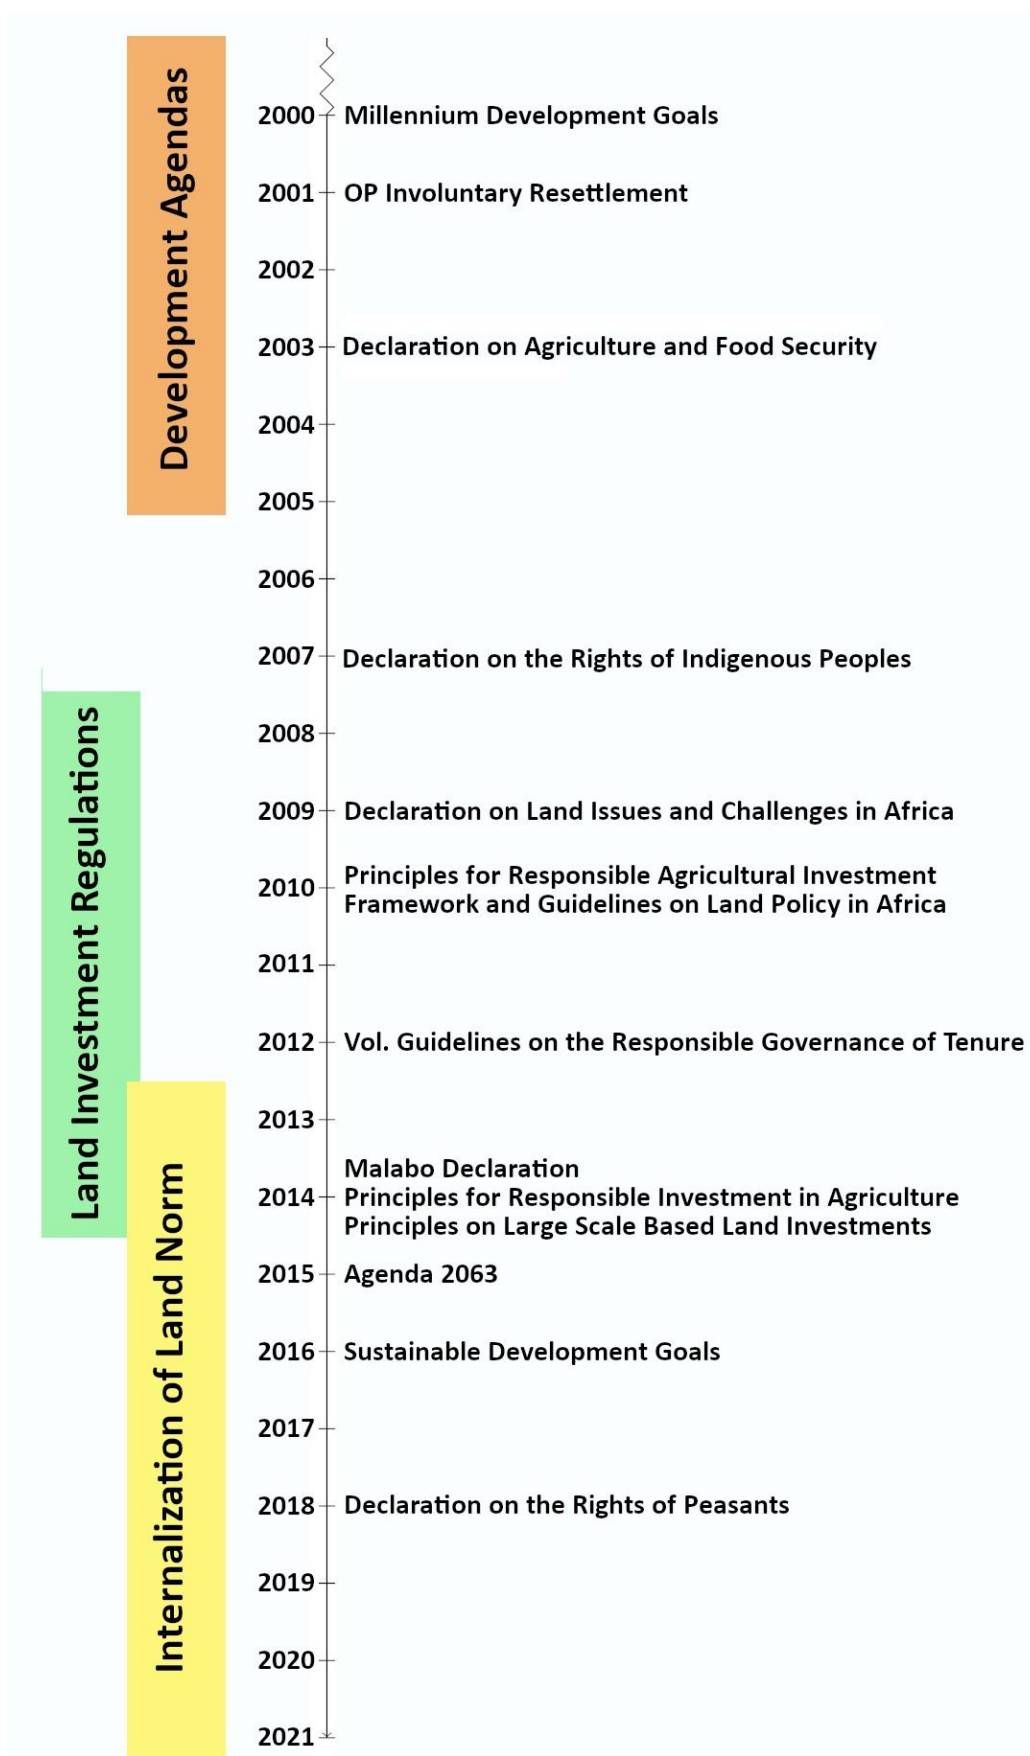 Development Agendas
Land Investment Regulations
Internalization of Land Norm
2000 Millennium Development Goals
2001 OP Involuntary Resettlement
2002
2003 Declaration on Agriculture and Food Security
2004
2005
2006
2007 Declaration on the Rights of Indigenous Peoples
2008
2009 Declaration on Land Issues and Challenges in Africa
2010 Principles for Responsible Agricultural Investment
Framework and Guidelines on Land Policy in Africa
2011
2012 Vol. Guidelines on the Responsible Governance of Tenure
2013
Malabo Declaration
2014 Principles for Responsible Investment in Agriculture
Principles on Large Scale Based Land Investments
2015 Agenda 2063
2016 Sustainable Development Goals
2017
2018 Declaration on the Rights of Peasants
2019
2020
2021